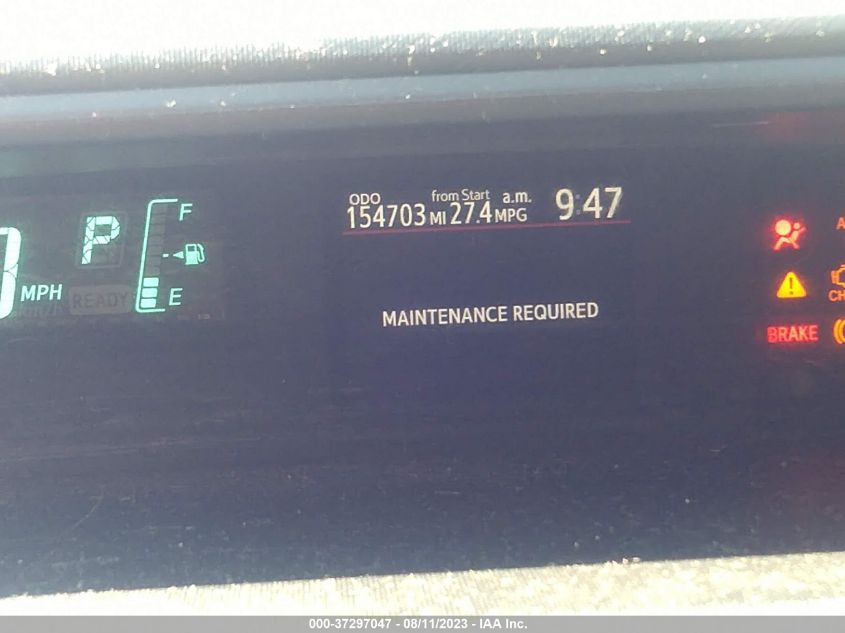 ODO from Start a.m.
154703 MI 27.4 MPG 9:47
P
F
MPH READY E
MAINTENANCE REQUIRED
BRAKE
000-37297047 - 08/11/2023 - IAA Inc.